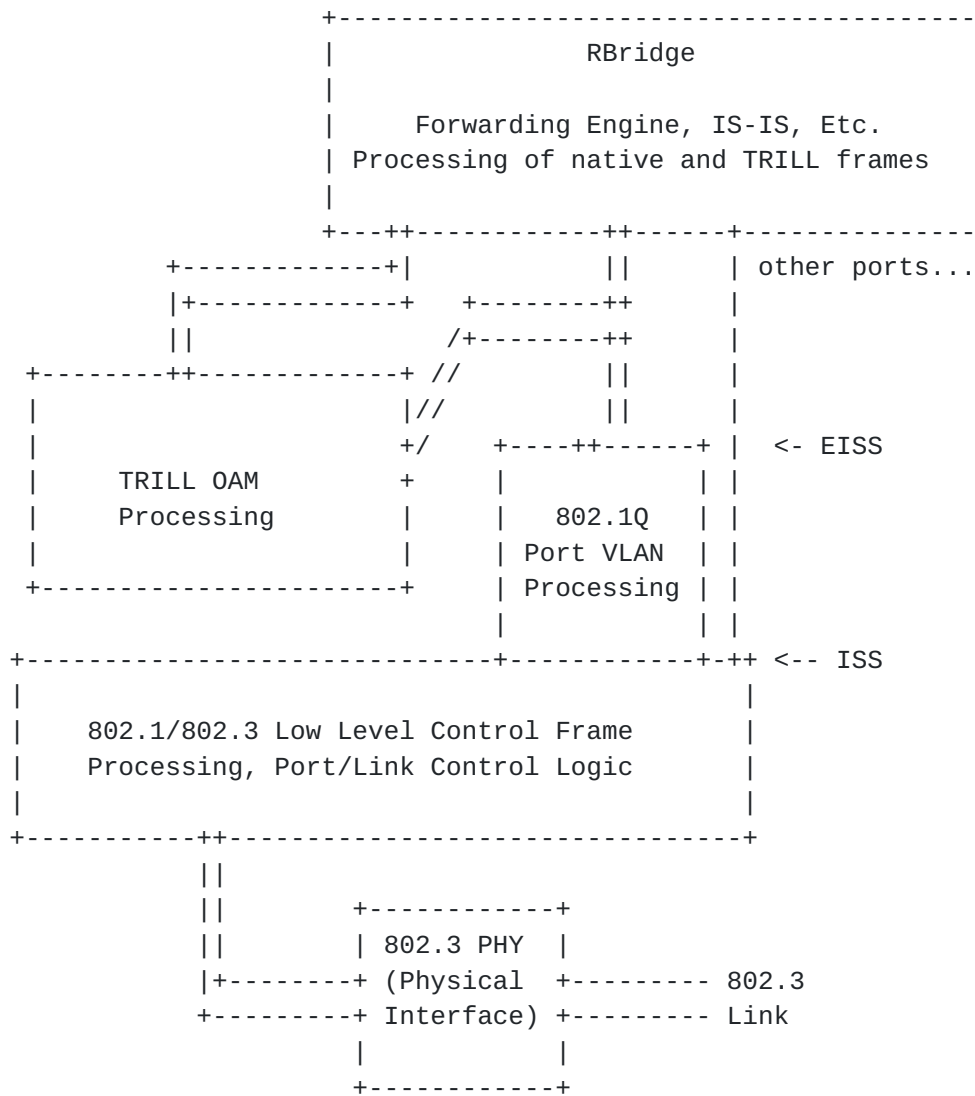 RBridge
Forwarding Engine, IS-IS, Etc.
Processing of native and TRILL frames
other ports...
<- EISS
TRILL OAM
Processing
802.1Q
Port VLAN
Processing
<-- ISS
802.1/802.3 Low Level Control Frame
Processing, Port/Link Control Logic
802.3 PHY
(Physical
Interface)
802.3
Link